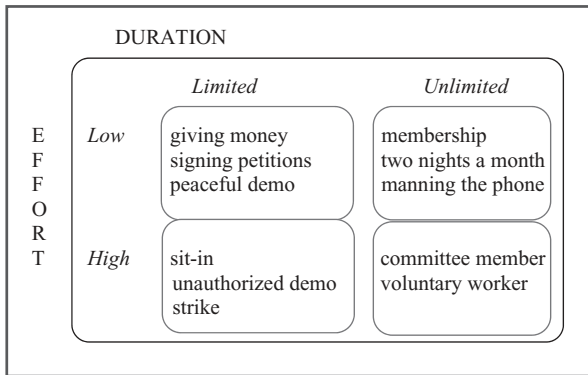 DURATION
Limited Unlimited
E
F
F
O
R
T
Low
giving money
signing petitions
peaceful demo
membership
two nights a month
manning the phone
High
sit-in
unauthorized demo
strike
committee member
voluntary worker